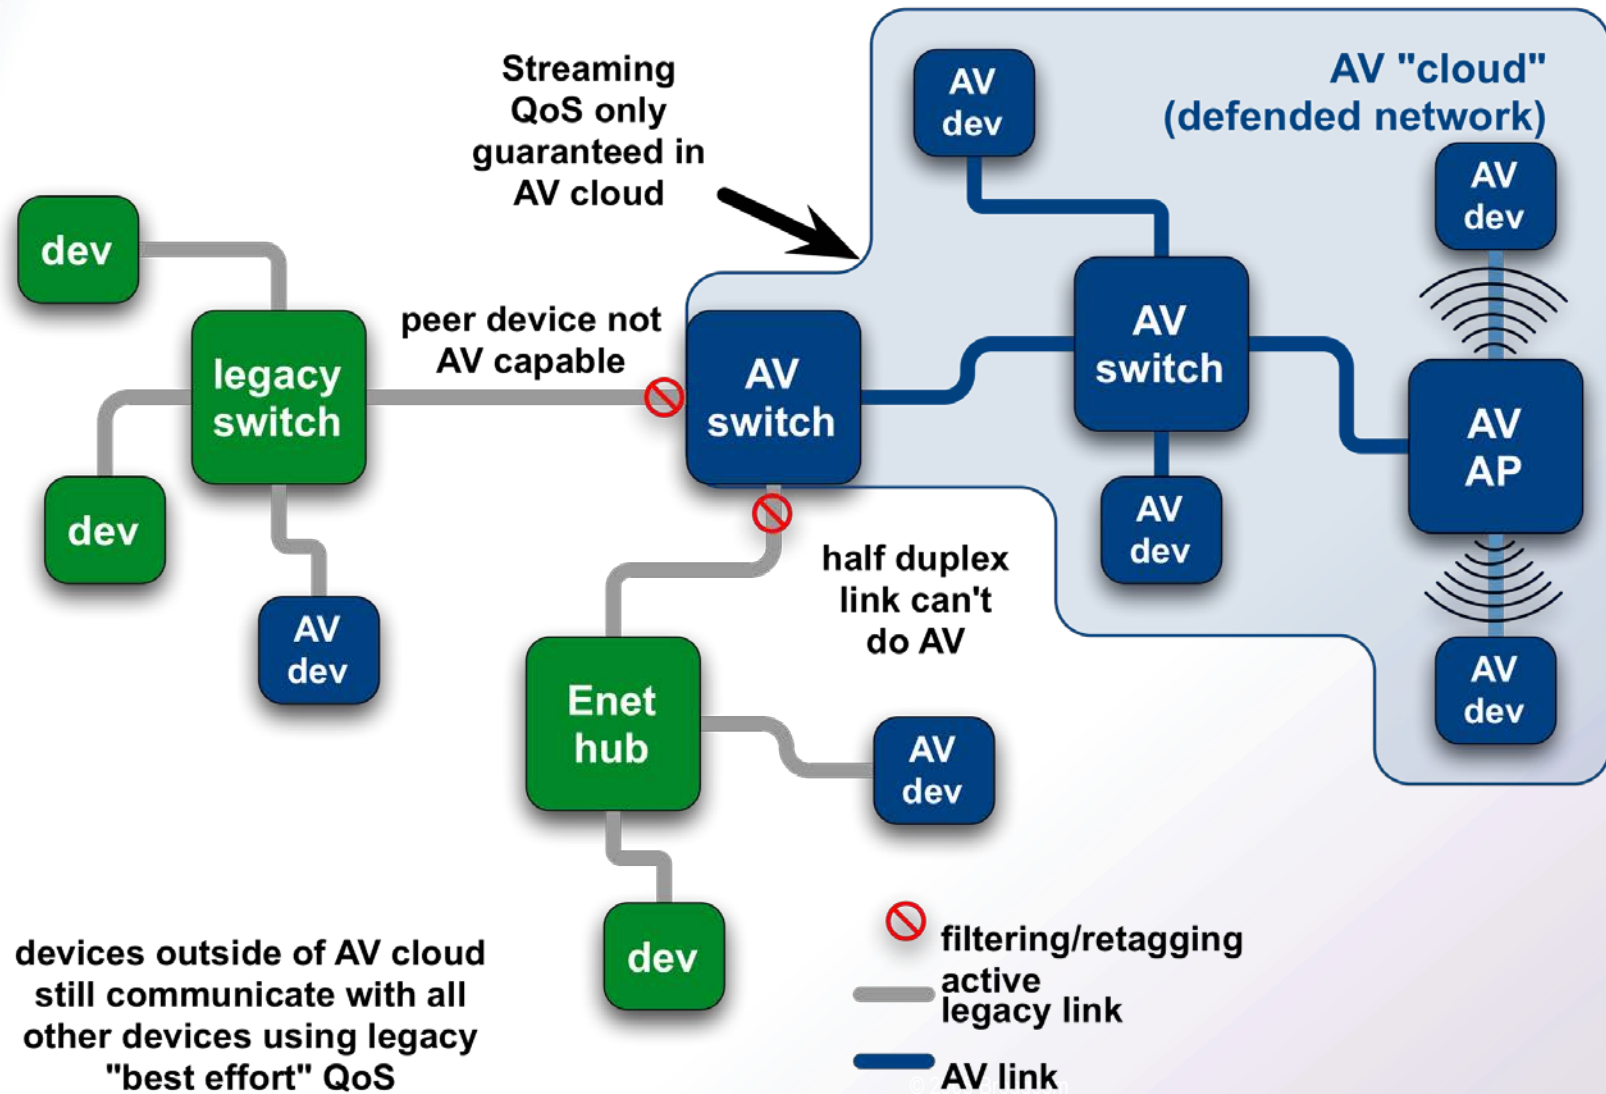 Streaming
QoS only
guaranteed in
AV cloud
AV "cloud"
(defended network)
AV
dev
AV
dev
dev
legacy
switch
peer device not
AV capable
AV
switch
AV
switch
AV
AP
dev
AV
dev
AV
dev
half duplex
link can't
do AV
AV
dev
Enet
hub
AV
dev
dev
devices outside of AV cloud
still communicate with all
other devices using legacy
"best effort" QoS
filtering/retagging
active
legacy link
AV link